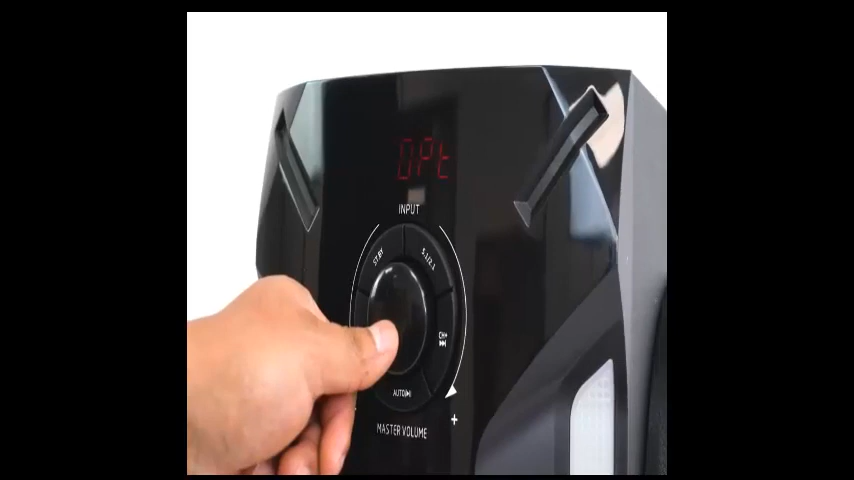 OPt
INPUT
ST.BY
5.1/2.1
CH+
AUTO/
MASTER VOLUME
+